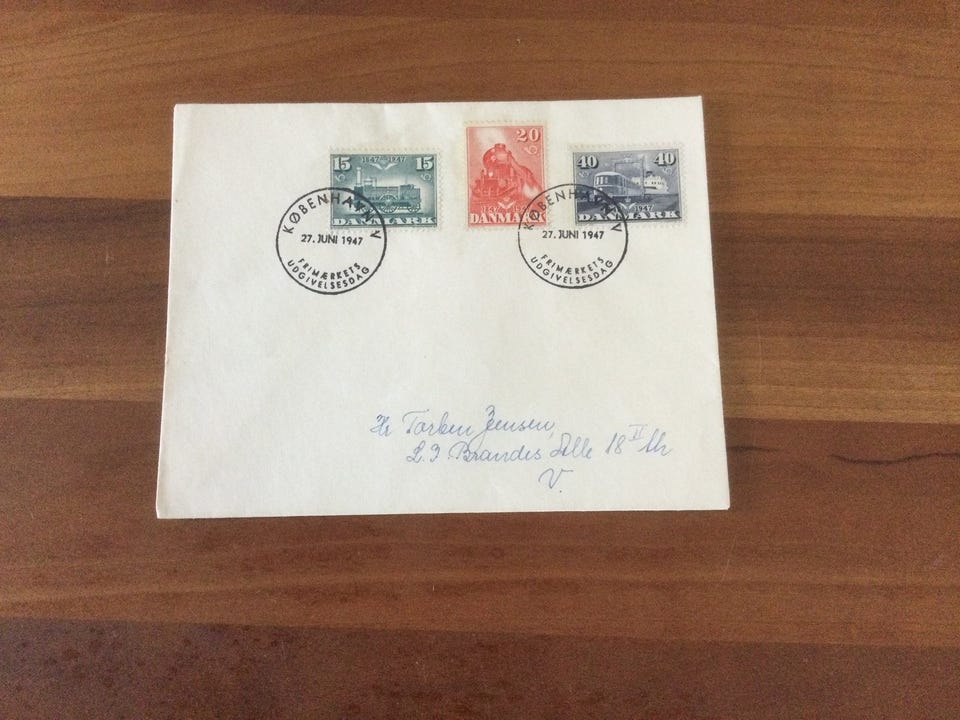 15 1847 1947 15
DANMARK
20
1847
DANMARK
40 40
1947
DANMARK
KØBENHAVN V
27. JUNI 1947
FRIMÆRKETS
UDGIVELSESDAG
KØBENHAVN V
27. JUNI 1947
FRIMÆRKETS
UDGIVELSESDAG
Hr Torben Jensen,
L I Brandes Alle 18 II th
V.